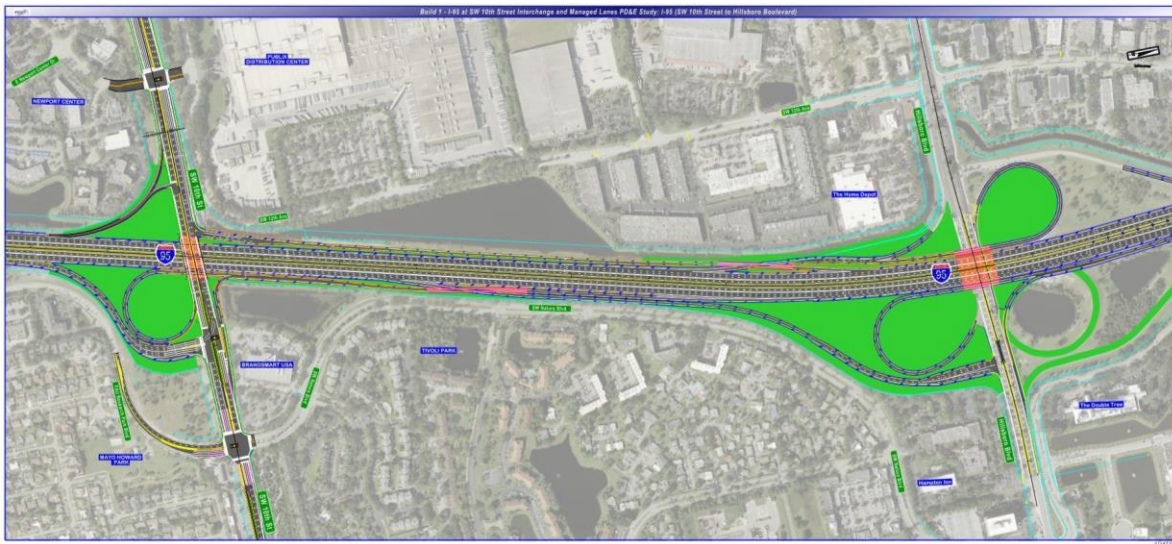 Build 1 - I-95 at SW 10th Street Interchange and Managed Lanes PD&E Study: I-95 (SW 10th Street to Hillsboro Boulevard)
NEWPORT CENTER
PUBLIX
DISTRIBUTION CENTER
SW 12th Ave
Hillsboro Blvd
SW 10th St
The Home Depot
SW 12th Ave
95
95
SW Natura Blvd
TIVOLI PARK
BRANDSMART USA
The Double Tree
MAYO HOWARD
PARK
Hillsboro Blvd
Hampton Inn
SW 10th St